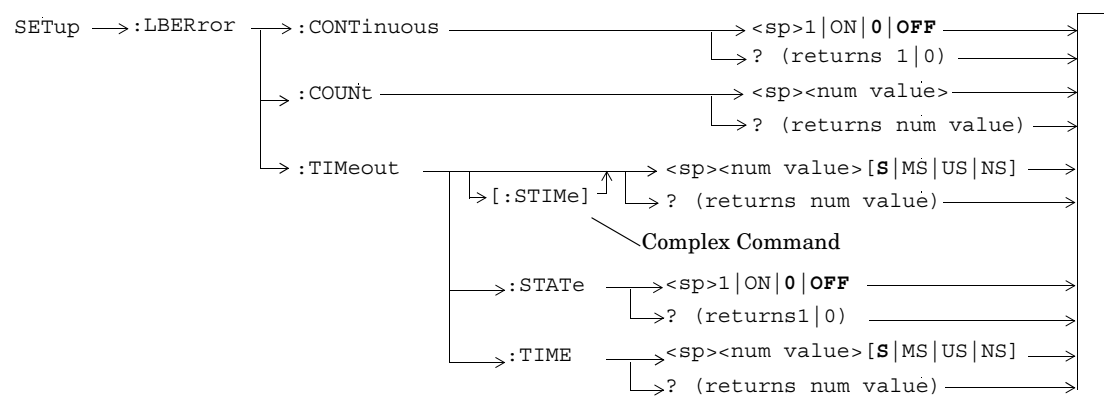 SETup :LBERror :CONTinuous <sp>1|ON|0|OFF
? (returns 1|0)
:COUNt <sp><num value>
? (returns num value)
:TIMeout <sp><num value>[S|MS|US|NS]
[:STIMe] ? (returns num value)
Complex Command
:STATe <sp>1|ON|0|OFF
? (returns1|0)
:TIME <sp><num value>[S|MS|US|NS]
? (returns num value)